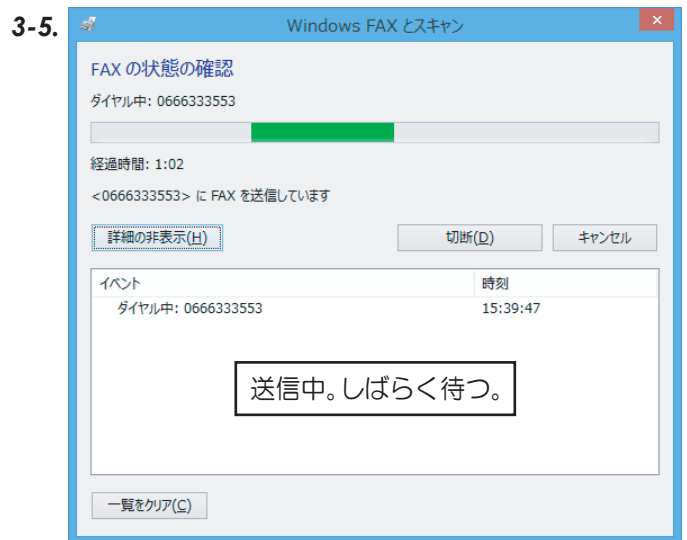 3-5.
Windows FAX とスキャン
FAX の状態の確認
ダイヤル中: 0666333553
経過時間: 1:02
<0666333553> に FAX を送信しています
詳細の非表示(H) 切断(D) キャンセル
イベント 時刻
ダイヤル中: 0666333553 15:39:47
送信中。しばらく待つ。
一覧をクリア(C)